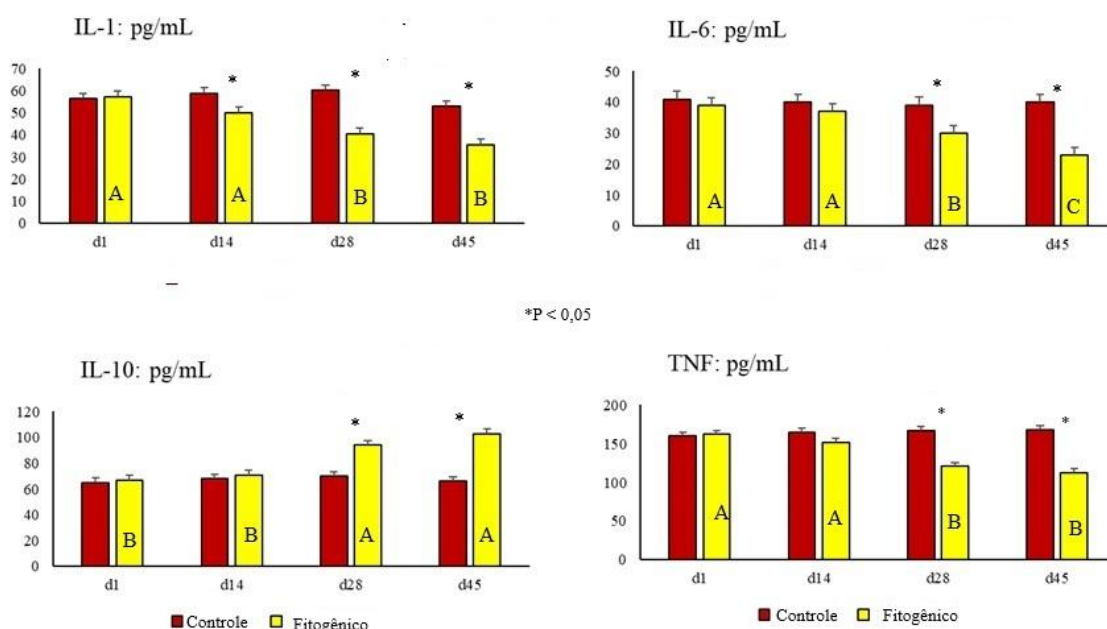 IL-1: pg/mL
70
60
50
40
30
20
10
0
*
*
*
A
A
B
B
d1
d14
d28
d45
IL-6: pg/mL
50
40
30
20
10
0
*
*
A
A
B
C
d1
d14
d28
d45
*P < 0,05
IL-10: pg/mL
120
100
80
60
40
20
0
*
*
B
B
A
A
d1
d14
d28
d45
Controle
Fitogênico
TNF: pg/mL
200
150
100
50
0
*
*
A
A
B
B
d1
d14
d28
d45
Controle
Fitogênico